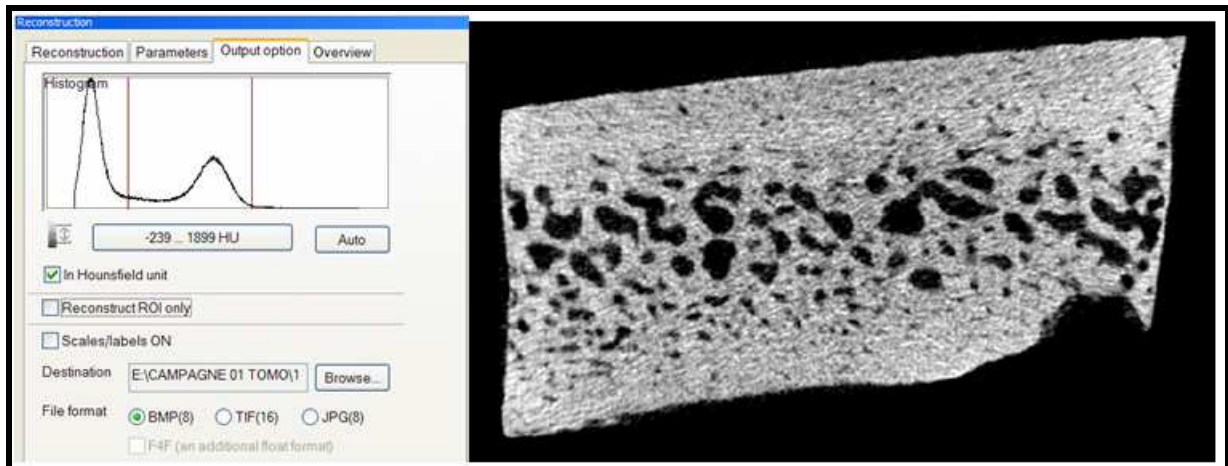 Reconstruction
Reconstruction Parameters Output option Overview
Histogram
-239 ... 1899 HU Auto
In Hounsfield unit
Reconstruct ROI only
Scales/labels ON
Destination E:\CAMPAGNE 01 TOMO\1 Browse...
File format BMP(8) TIF(16) JPG(8)
F4F (an additional float format)